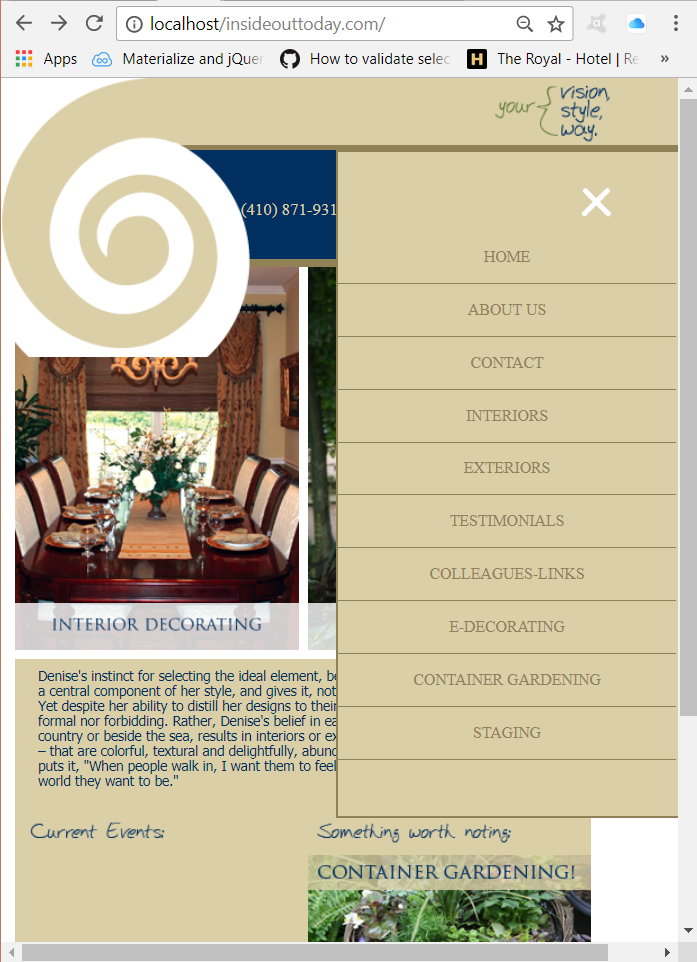 localhost/insideouttoday.com/
Apps
Materialize and jQuer
How to validate selec
The Royal - Hotel | Re
»
your { vision,
style,
way.
(410) 871-931
HOME
ABOUT US
CONTACT
INTERIORS
EXTERIORS
TESTIMONIALS
COLLEAGUES-LINKS
E-DECORATING
CONTAINER GARDENING
STAGING
INTERIOR DECORATING
Denise's instinct for selecting the ideal element, be
a central component of her style, and gives it, not
Yet despite her ability to distill her designs to their
formal nor forbidding. Rather, Denise's belief in ea
country or beside the sea, results in interiors or ex
– that are colorful, textural and delightfully, abund
puts it, "When people walk in, I want them to feel
world they want to be."
Current Events:
Something worth noting:
CONTAINER GARDENING!